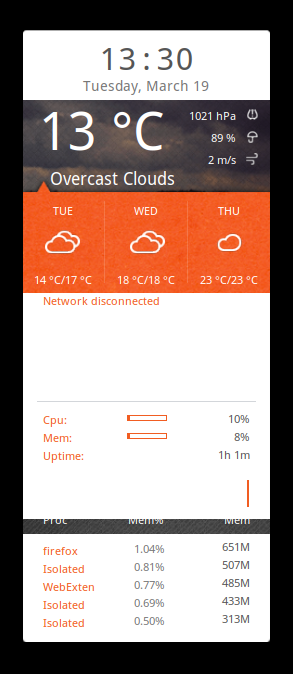 13:30
Tuesday, March 19
13 °C
1021 hPa
89 %
2 m/s
Overcast Clouds
TUE WED THU
14 °C/17 °C 18 °C/18 °C 23 °C/23 °C
Network disconnected
Cpu: 10%
Mem: 8%
Uptime: 1h 1m
Proc Mem% Mem
firefox 1.04% 651M
Isolated 0.81% 507M
WebExten 0.77% 485M
Isolated 0.69% 433M
Isolated 0.50% 313M